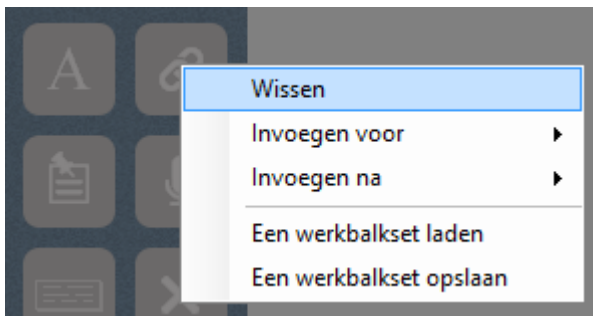 A
Wissen
Invoegen voor
Invoegen na
Een werkbalkset laden
Een werkbalkset opslaan